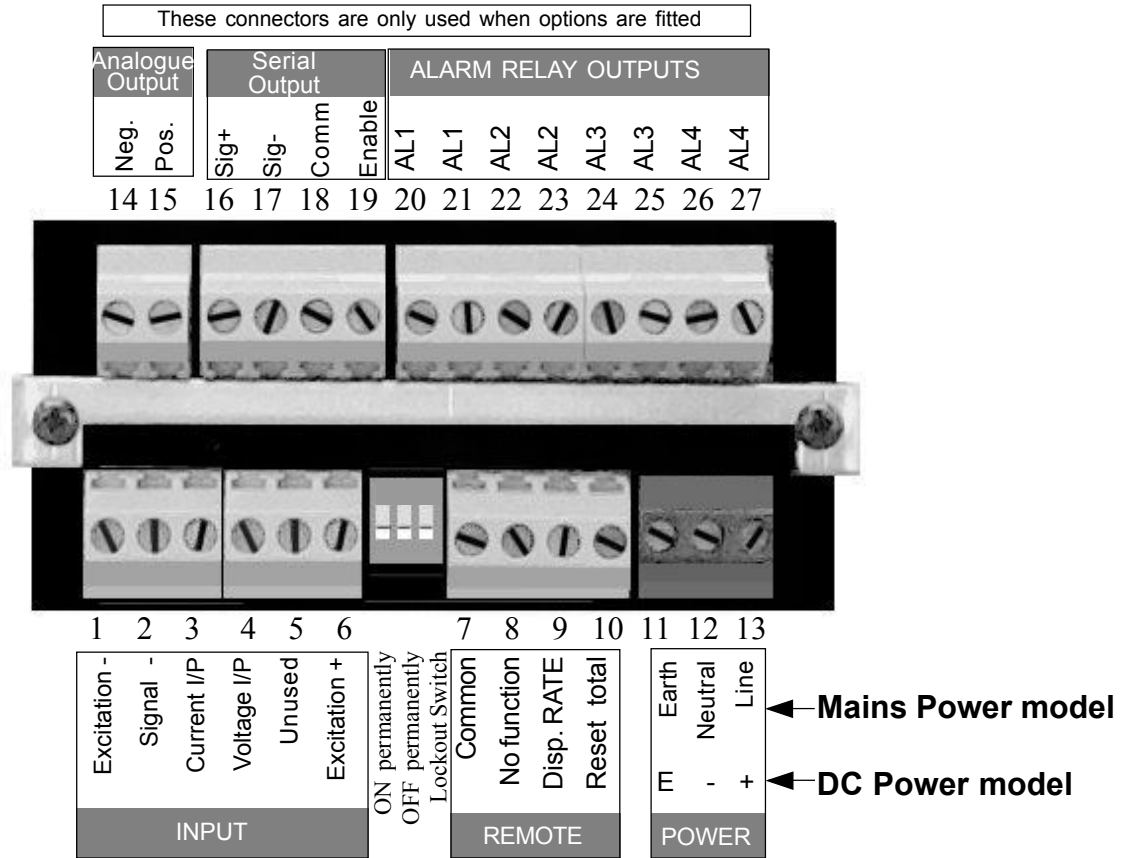 These connectors are only used when options are fitted
Analogue
Output
Serial
Output
ALARM RELAY OUTPUTS
Neg.
Pos.
Sig+
Sig-
Comm
Enable
AL1
AL1
AL2
AL2
AL3
AL3
AL4
AL4
14 15 16 17 18 19 20 21 22 23 24 25 26 27
1 2 3 4 5 6 7 8 9 10 11 12 13
Excitation -
Signal -
Current I/P
Voltage I/P
Unused
Excitation +
ON permanently
OFF permanently
Lockout Switch
Common
No function
Disp. RATE
Reset total
Earth
Neutral
Line
Mains Power model
E - +
DC Power model
INPUT
REMOTE
POWER